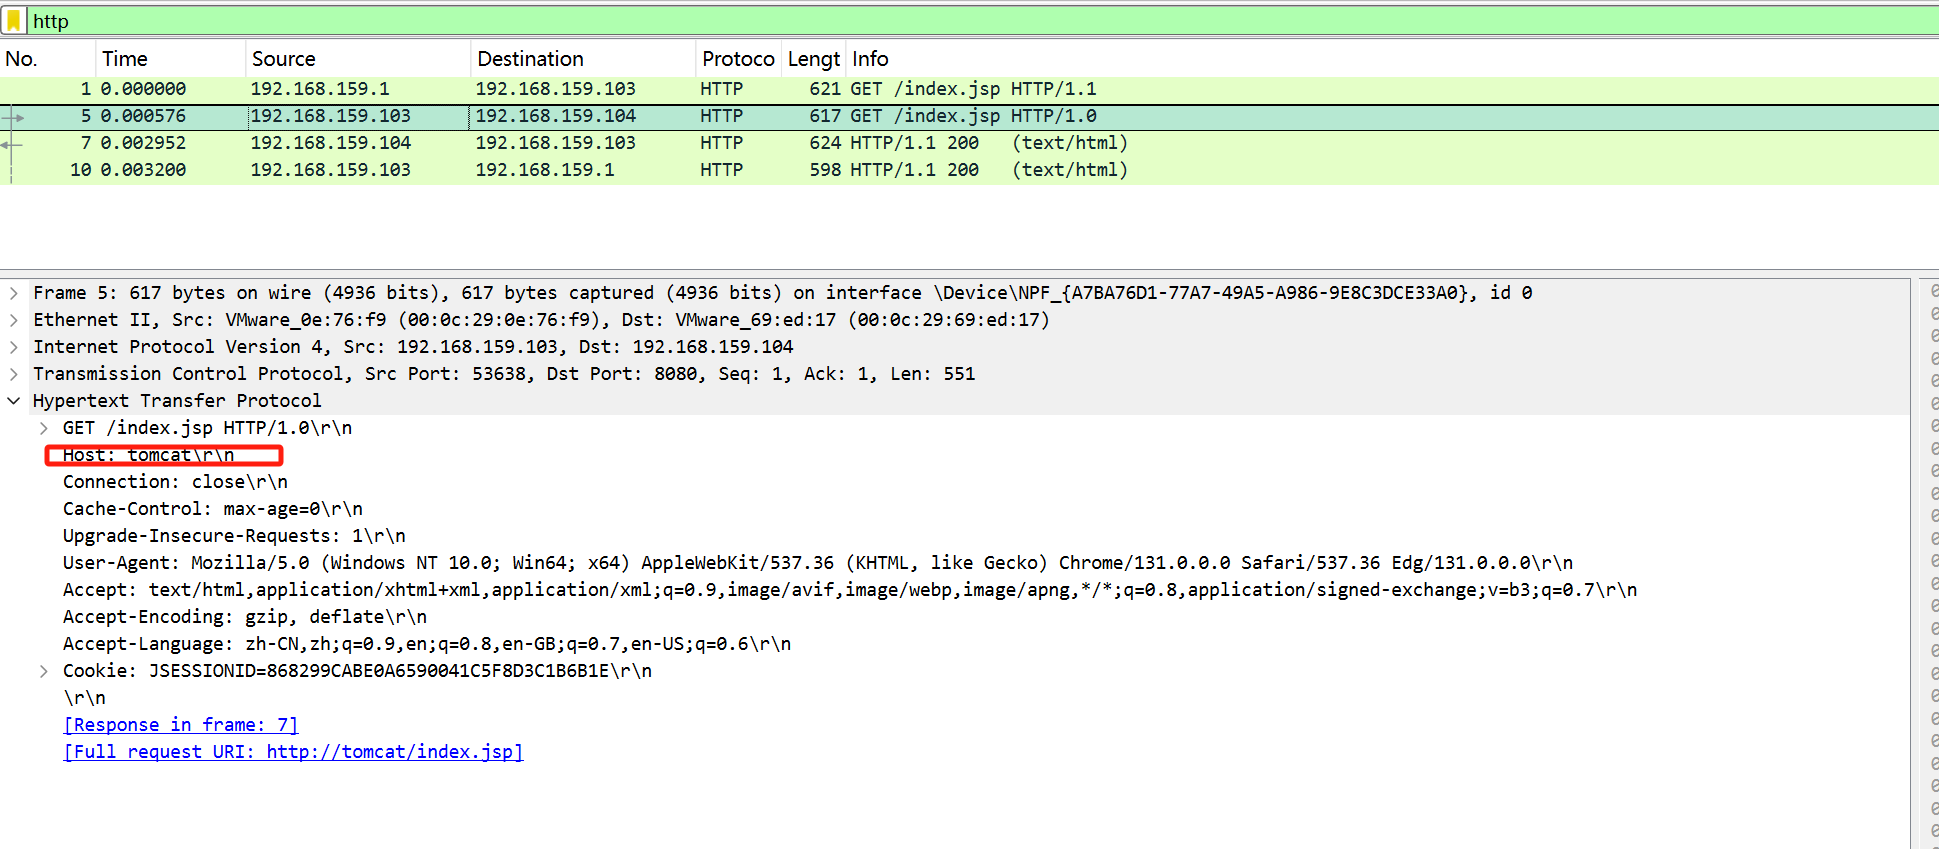 http
No. Time Source Destination Protoco Lengt Info
1 0.000000 192.168.159.1 192.168.159.103 HTTP 621 GET /index.jsp HTTP/1.1
5 0.000576 192.168.159.103 192.168.159.104 HTTP 617 GET /index.jsp HTTP/1.0
7 0.002952 192.168.159.104 192.168.159.103 HTTP 624 HTTP/1.1 200 (text/html)
10 0.003200 192.168.159.103 192.168.159.1 HTTP 598 HTTP/1.1 200 (text/html)
Frame 5: 617 bytes on wire (4936 bits), 617 bytes captured (4936 bits) on interface \Device\NPF_{A7BA76D1-77A7-49A5-A986-9E8C3DCE33A0}, id 0
Ethernet II, Src: VMware_0e:76:f9 (00:0c:29:0e:76:f9), Dst: VMware_69:ed:17 (00:0c:29:69:ed:17)
Internet Protocol Version 4, Src: 192.168.159.103, Dst: 192.168.159.104
Transmission Control Protocol, Src Port: 53638, Dst Port: 8080, Seq: 1, Ack: 1, Len: 551
Hypertext Transfer Protocol
GET /index.jsp HTTP/1.0\r\n
Host: tomcat\r\n
Connection: close\r\n
Cache-Control: max-age=0\r\n
Upgrade-Insecure-Requests: 1\r\n
User-Agent: Mozilla/5.0 (Windows NT 10.0; Win64; x64) AppleWebKit/537.36 (KHTML, like Gecko) Chrome/131.0.0.0 Safari/537.36 Edg/131.0.0.0\r\n
Accept: text/html,application/xhtml+xml,application/xml;q=0.9,image/avif,image/webp,image/apng,*/*;q=0.8,application/signed-exchange;v=b3;q=0.7\r\n
Accept-Encoding: gzip, deflate\r\n
Accept-Language: zh-CN,zh;q=0.9,en;q=0.8,en-GB;q=0.7,en-US;q=0.6\r\n
Cookie: JSESSIONID=868299CABE0A6590041C5F8D3C1B6B1E\r\n
\r\n
[Response in frame: 7]
[Full request URI: http://tomcat/index.jsp]